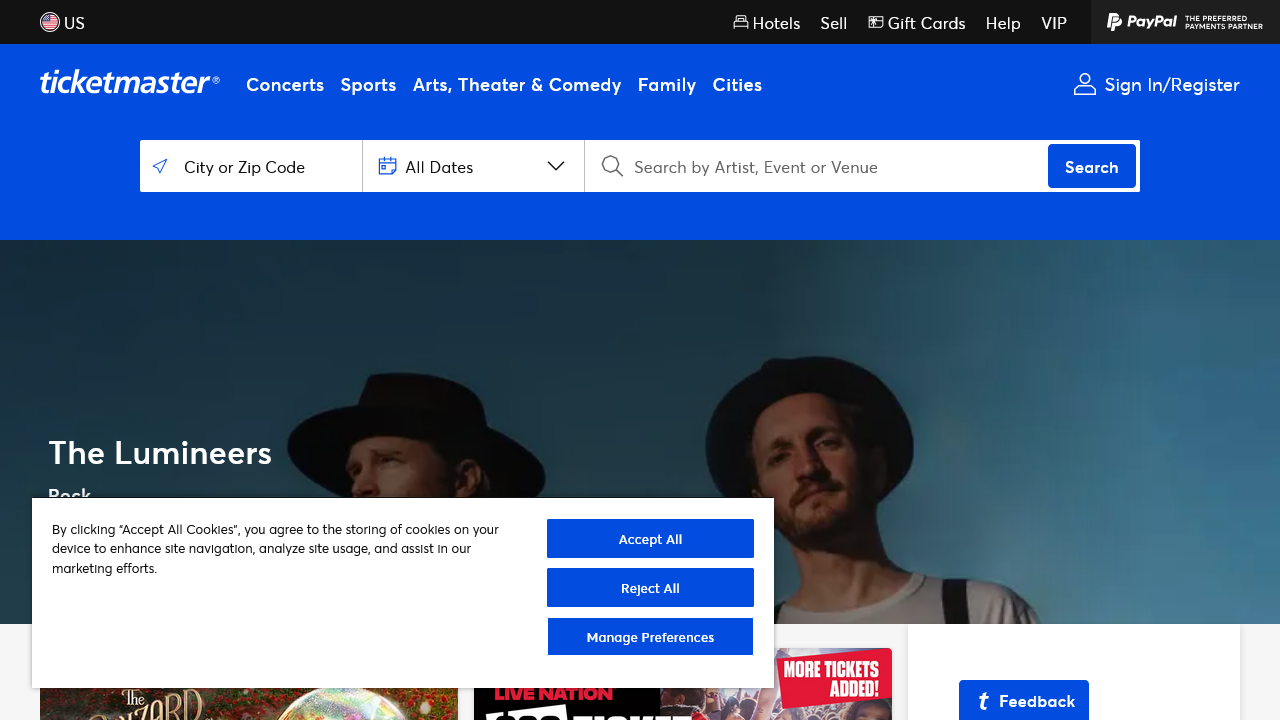 US
Hotels
Sell
Gift Cards
Help
VIP
PayPal
THE PREFERRED
PAYMENTS PARTNER
ticketmaster®
Concerts
Sports
Arts, Theater & Comedy
Family
Cities
Sign In/Register
City or Zip Code
All Dates
Search by Artist, Event or Venue
Search
The Lumineers
Rock
By clicking “Accept All Cookies”, you agree to the storing of cookies on your
device to enhance site navigation, analyze site usage, and assist in our
marketing efforts.
Accept All
Reject All
Manage Preferences
The
WIZARD
LIVE NATION
TICKET
MORE TICKETS
ADDED!
t Feedback